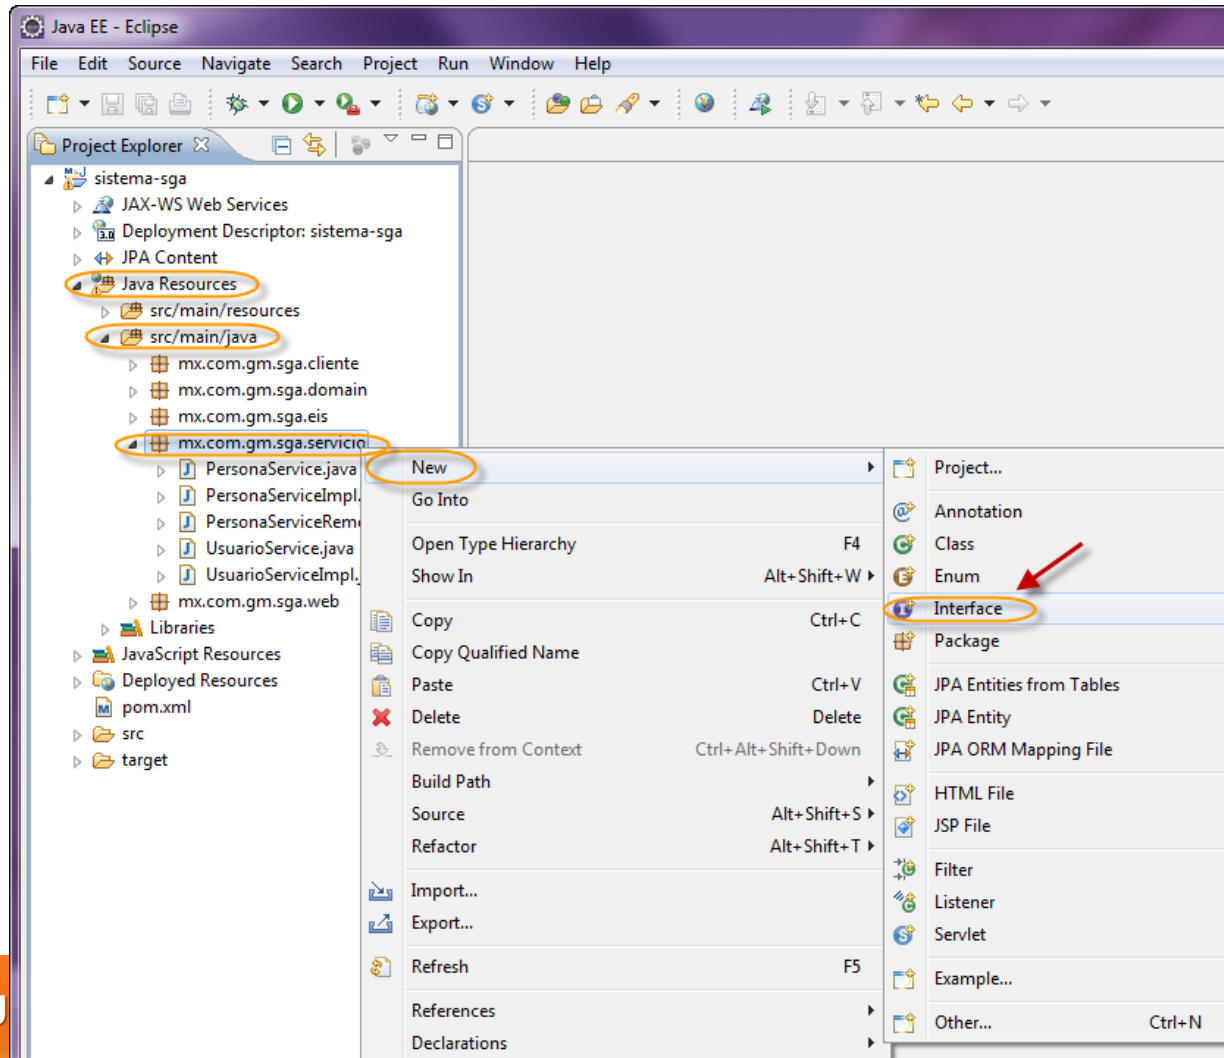 Java EE - Eclipse
File Edit Source Navigate Search Project Run Window Help
Project Explorer
sistema-sga
JAX-WS Web Services
Deployment Descriptor: sistema-sga
JPA Content
Java Resources
src/main/resources
src/main/java
mx.com.gm.sga.cliente
mx.com.gm.sga.domain
mx.com.gm.sga.eis
mx.com.gm.sga.servicio
PersonaService.java
PersonaServiceImpl.
PersonaServiceRem
UsuarioService.java
UsuarioServiceImpl.
mx.com.gm.sga.web
Libraries
JavaScript Resources
Deployed Resources
pom.xml
src
target
New
Go Into
Open Type Hierarchy F4
Show In Alt+Shift+W
Copy Ctrl+C
Copy Qualified Name
Paste Ctrl+V
Delete Delete
Remove from Context Ctrl+Alt+Shift+Down
Build Path
Source Alt+Shift+S
Refactor Alt+Shift+T
Import...
Export...
Refresh F5
References
Declarations
Project...
Annotation
Class
Enum
Interface
Package
JPA Entities from Tables
JPA Entity
JPA ORM Mapping File
HTML File
JSP File
Filter
Listener
Servlet
Example...
Other... Ctrl+N